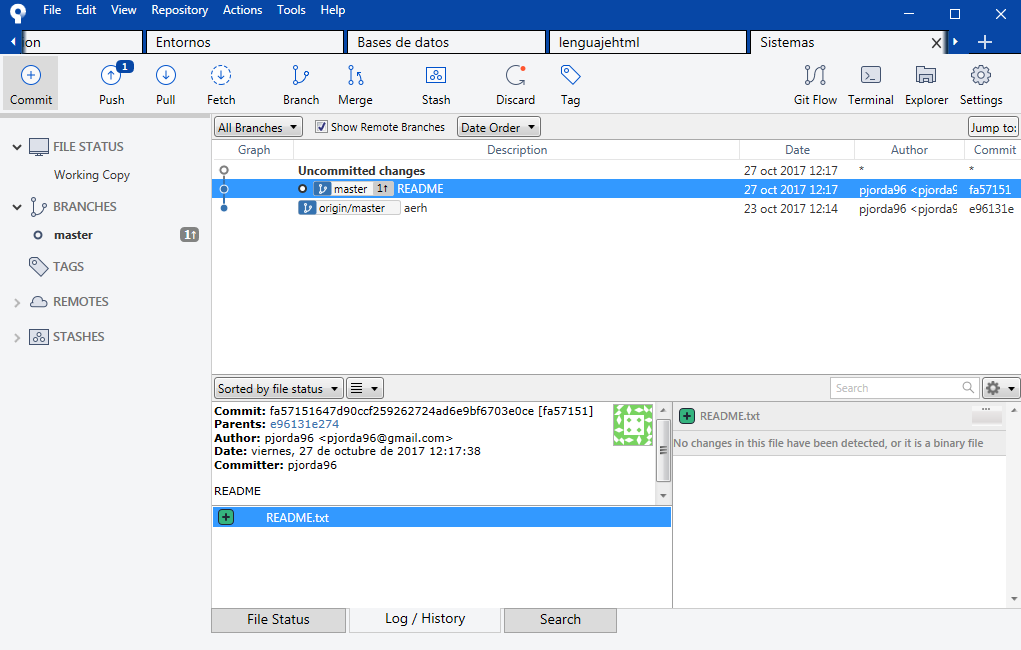 File Edit View Repository Actions Tools Help
ion Entornos Bases de datos lenguajehtml Sistemas
1
Commit Push Pull Fetch Branch Merge Stash Discard Tag Git Flow Terminal Explorer Settings
All Branches Show Remote Branches Date Order Jump to:
Graph Description Date Author Commit
Uncommitted changes 27 oct 2017 12:17 * *
master 1↑ README 27 oct 2017 12:17 pjorda96 <pjorda9 fa57151
origin/master aerh 23 oct 2017 12:14 pjorda96 <pjorda9 e96131e
FILE STATUS
Working Copy
BRANCHES
master 1↑
TAGS
REMOTES
STASHES
Sorted by file status Search
Commit: fa57151647d90ccf259262724ad6e9bf6703e0ce [fa57151]
Parents: e96131e274
Author: pjorda96 <pjorda96@gmail.com>
Date: viernes, 27 de octubre de 2017 12:17:38
Committer: pjorda96
README
README.txt
README.txt
No changes in this file have been detected, or it is a binary file
File Status Log / History Search